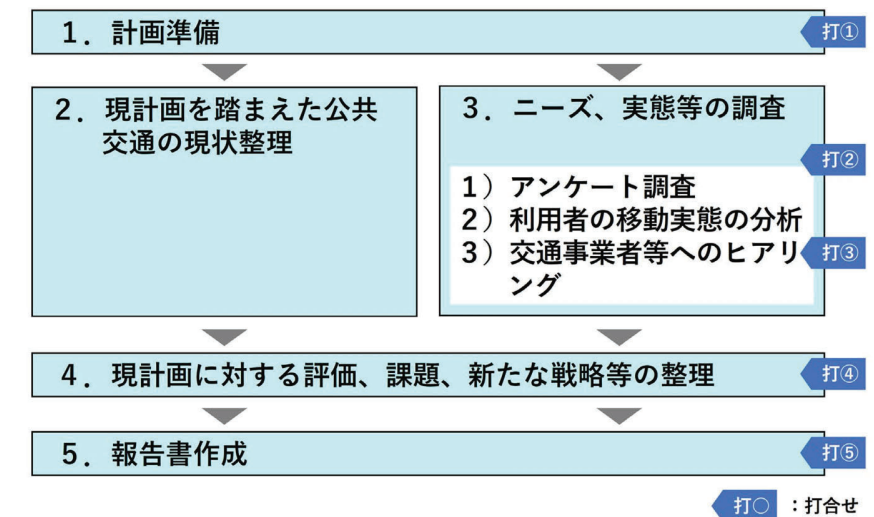 1．計画準備
打①
2．現計画を踏まえた公共
交通の現状整理
3．ニーズ、実態等の調査
打②
1）アンケート調査
2）利用者の移動実態の分析
3）交通事業者等へのヒアリ
ング
打③
4．現計画に対する評価、課題、新たな戦略等の整理
打④
5．報告書作成
打⑤
打○ ：打合せ